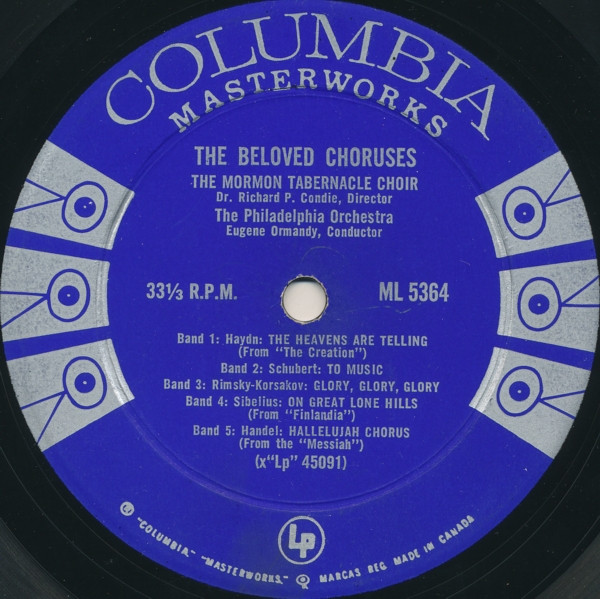 COLUMBIA
MASTERWORKS
THE BELOVED CHORUSES
THE MORMON TABERNACLE CHOIR
Dr. Richard P. Condie, Director
The Philadelphia Orchestra
Eugene Ormandy, Conductor
33⅓ R.P.M. ML 5364
Band 1: Haydn: THE HEAVENS ARE TELLING
(From "The Creation")
Band 2: Schubert: TO MUSIC
Band 3: Rimsky-Korsakov: GLORY, GLORY, GLORY
Band 4: Sibelius: ON GREAT LONE HILLS
(From "Finlandia")
Band 5: Handel: HALLELUJAH CHORUS
(From the "Messiah")
(x"Lp" 45091)
Lp
"COLUMBIA," "MASTERWORKS," MARCAS REG. MADE IN CANADA